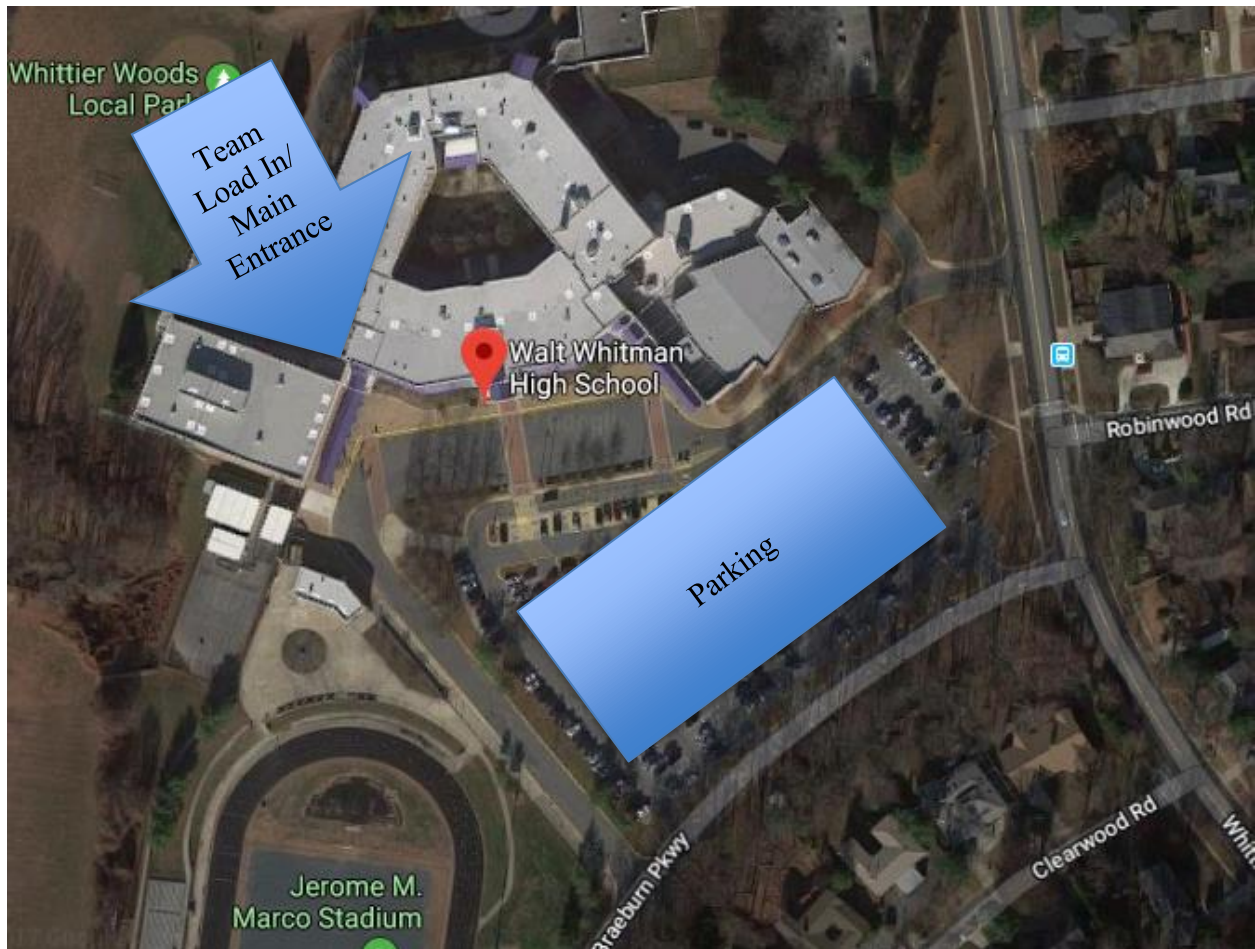 Whittier Woods
Local Park
Team
Load In/
Main
Entrance
Walt Whitman
High School
Robinwood Rd
Parking
Clearwood Rd
Braeburn Pkwy
Whit
Jerome M.
Marco Stadium